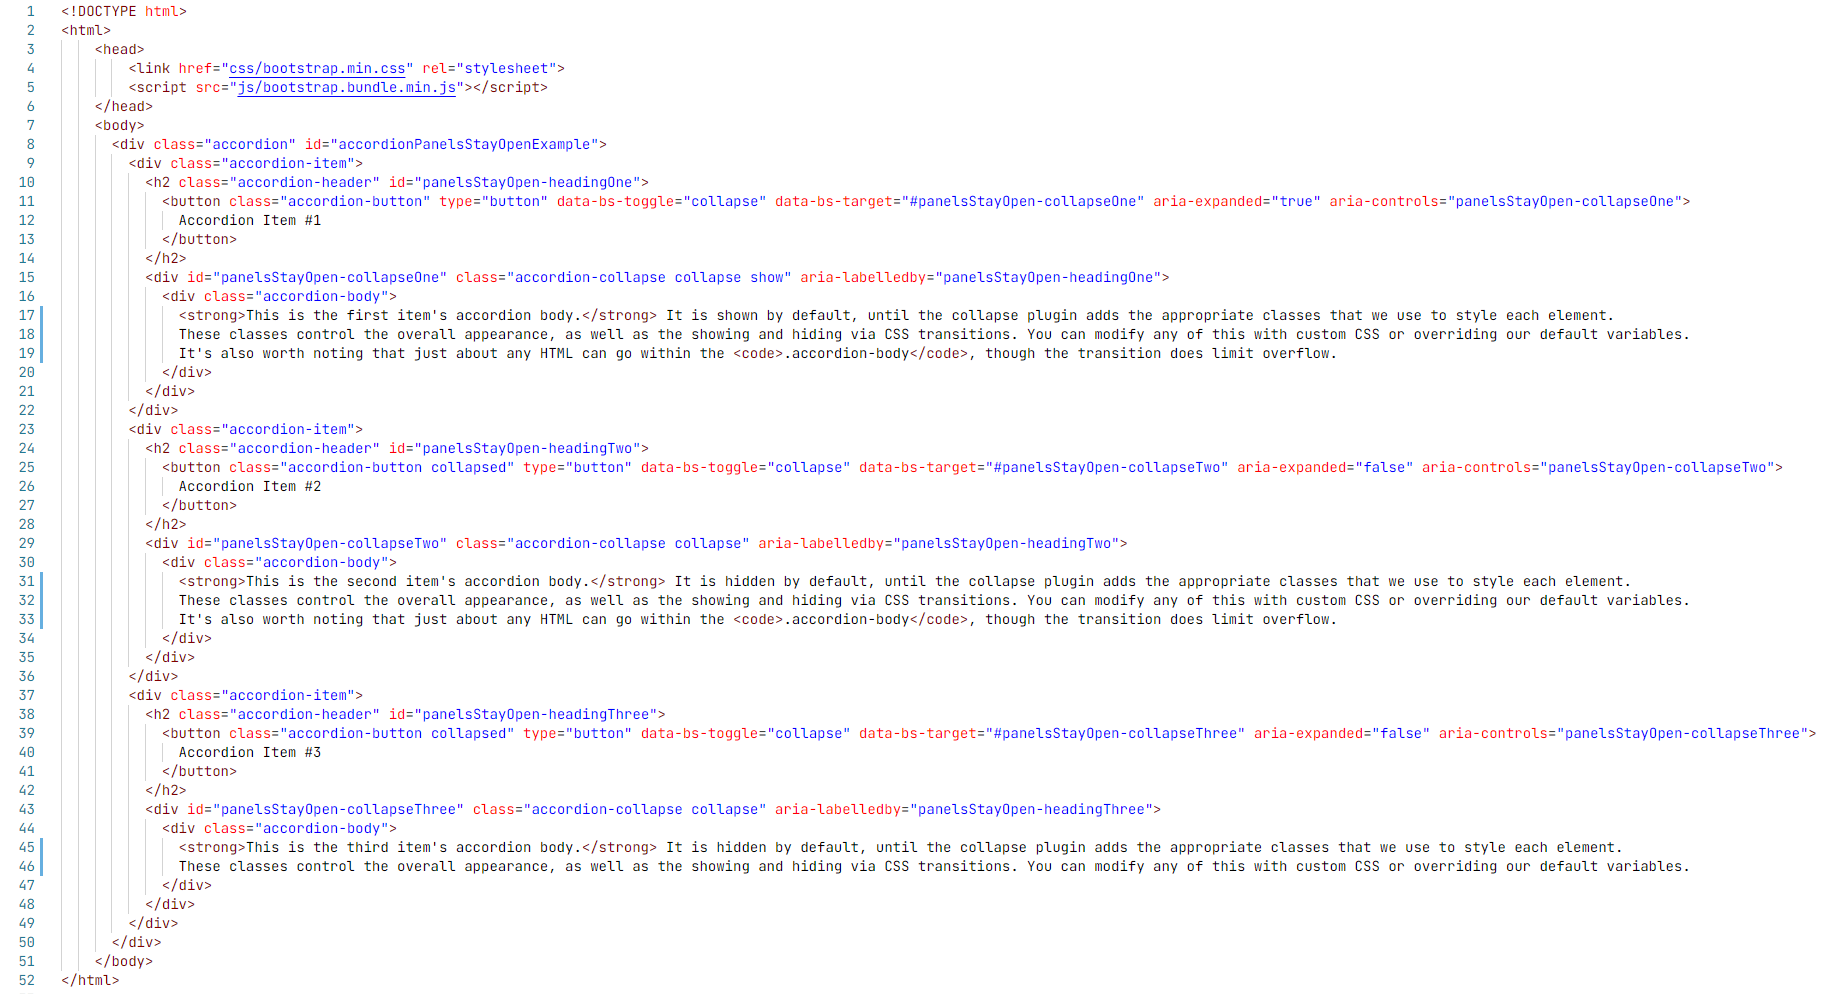 1 <!DOCTYPE html>
2 <html>
3 <head>
4 <link href="css/bootstrap.min.css" rel="stylesheet">
5 <script src="js/bootstrap.bundle.min.js"></script>
6 </head>
7 <body>
8 <div class="accordion" id="accordionPanelsStayOpenExample">
9 <div class="accordion-item">
10 <h2 class="accordion-header" id="panelsStayOpen-headingOne">
11 <button class="accordion-button" type="button" data-bs-toggle="collapse" data-bs-target="#panelsStayOpen-collapseOne" aria-expanded="true" aria-controls="panelsStayOpen-collapseOne">
12 Accordion Item #1
13 </button>
14 </h2>
15 <div id="panelsStayOpen-collapseOne" class="accordion-collapse collapse show" aria-labelledby="panelsStayOpen-headingOne">
16 <div class="accordion-body">
17 <strong>This is the first item's accordion body.</strong> It is shown by default, until the collapse plugin adds the appropriate classes that we use to style each element.
18 These classes control the overall appearance, as well as the showing and hiding via CSS transitions. You can modify any of this with custom CSS or overriding our default variables.
19 It's also worth noting that just about any HTML can go within the <code>.accordion-body</code>, though the transition does limit overflow.
20 </div>
21 </div>
22 </div>
23 <div class="accordion-item">
24 <h2 class="accordion-header" id="panelsStayOpen-headingTwo">
25 <button class="accordion-button collapsed" type="button" data-bs-toggle="collapse" data-bs-target="#panelsStayOpen-collapseTwo" aria-expanded="false" aria-controls="panelsStayOpen-collapseTwo">
26 Accordion Item #2
27 </button>
28 </h2>
29 <div id="panelsStayOpen-collapseTwo" class="accordion-collapse collapse" aria-labelledby="panelsStayOpen-headingTwo">
30 <div class="accordion-body">
31 <strong>This is the second item's accordion body.</strong> It is hidden by default, until the collapse plugin adds the appropriate classes that we use to style each element.
32 These classes control the overall appearance, as well as the showing and hiding via CSS transitions. You can modify any of this with custom CSS or overriding our default variables.
33 It's also worth noting that just about any HTML can go within the <code>.accordion-body</code>, though the transition does limit overflow.
34 </div>
35 </div>
36 </div>
37 <div class="accordion-item">
38 <h2 class="accordion-header" id="panelsStayOpen-headingThree">
39 <button class="accordion-button collapsed" type="button" data-bs-toggle="collapse" data-bs-target="#panelsStayOpen-collapseThree" aria-expanded="false" aria-controls="panelsStayOpen-collapseThree">
40 Accordion Item #3
41 </button>
42 </h2>
43 <div id="panelsStayOpen-collapseThree" class="accordion-collapse collapse" aria-labelledby="panelsStayOpen-headingThree">
44 <div class="accordion-body">
45 <strong>This is the third item's accordion body.</strong> It is hidden by default, until the collapse plugin adds the appropriate classes that we use to style each element.
46 These classes control the overall appearance, as well as the showing and hiding via CSS transitions. You can modify any of this with custom CSS or overriding our default variables.
47 </div>
48 </div>
49 </div>
50 </div>
51 </body>
52 </html>